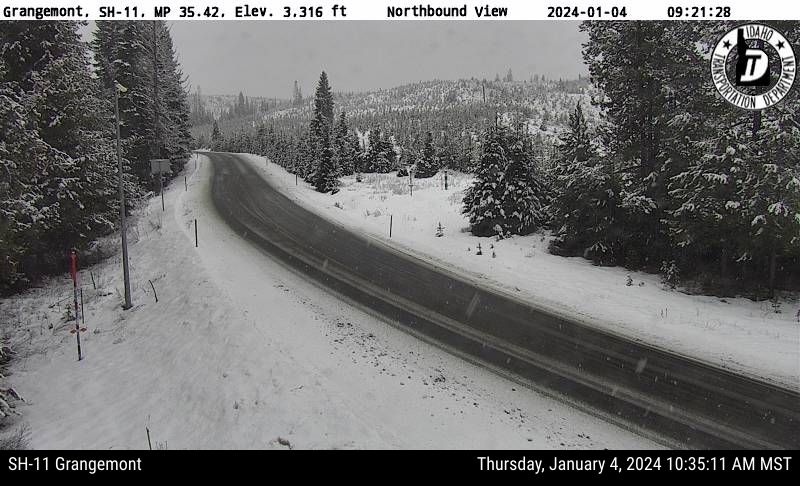 Grangemont, SH-11, MP 35.42, Elev. 3,316 ft Northbound View 2024-01-04 09:21:28
IDAHO
TRANSPORTATION DEPARTMENT
SH-11 Grangemont Thursday, January 4, 2024 10:35:11 AM MST